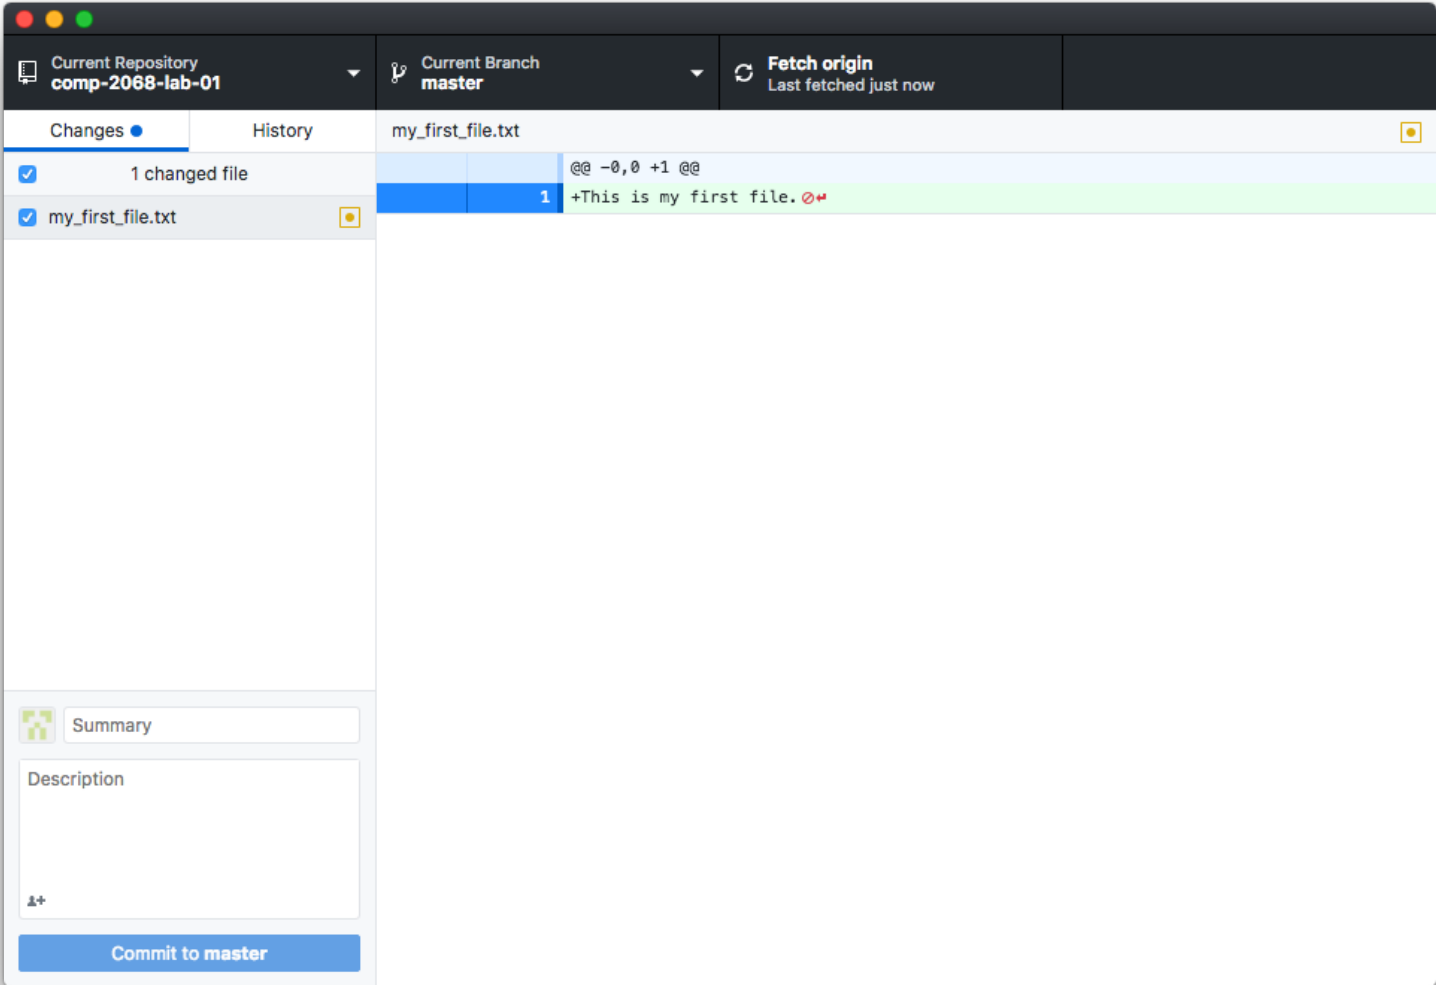 Current Repository
comp-2068-lab-01
Current Branch
master
Fetch origin
Last fetched just now
Changes
History
my_first_file.txt
1 changed file
my_first_file.txt
@@ -0,0 +1 @@
1 +This is my first file.
Summary
Description
Commit to master